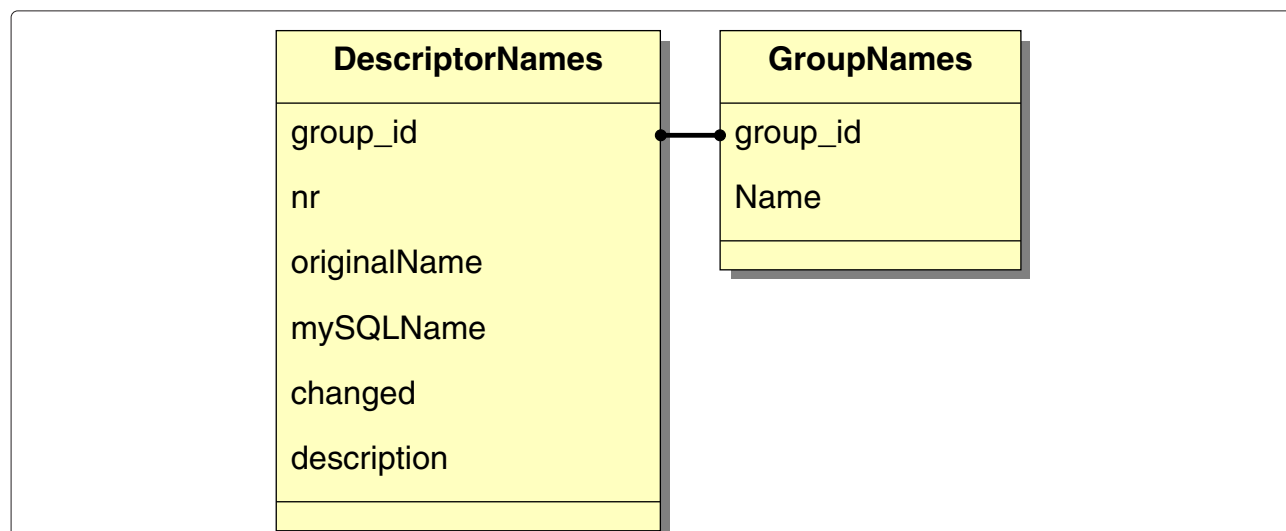 DescriptorNames
group_id
nr
originalName
mySQLName
changed
description
GroupNames
group_id
Name